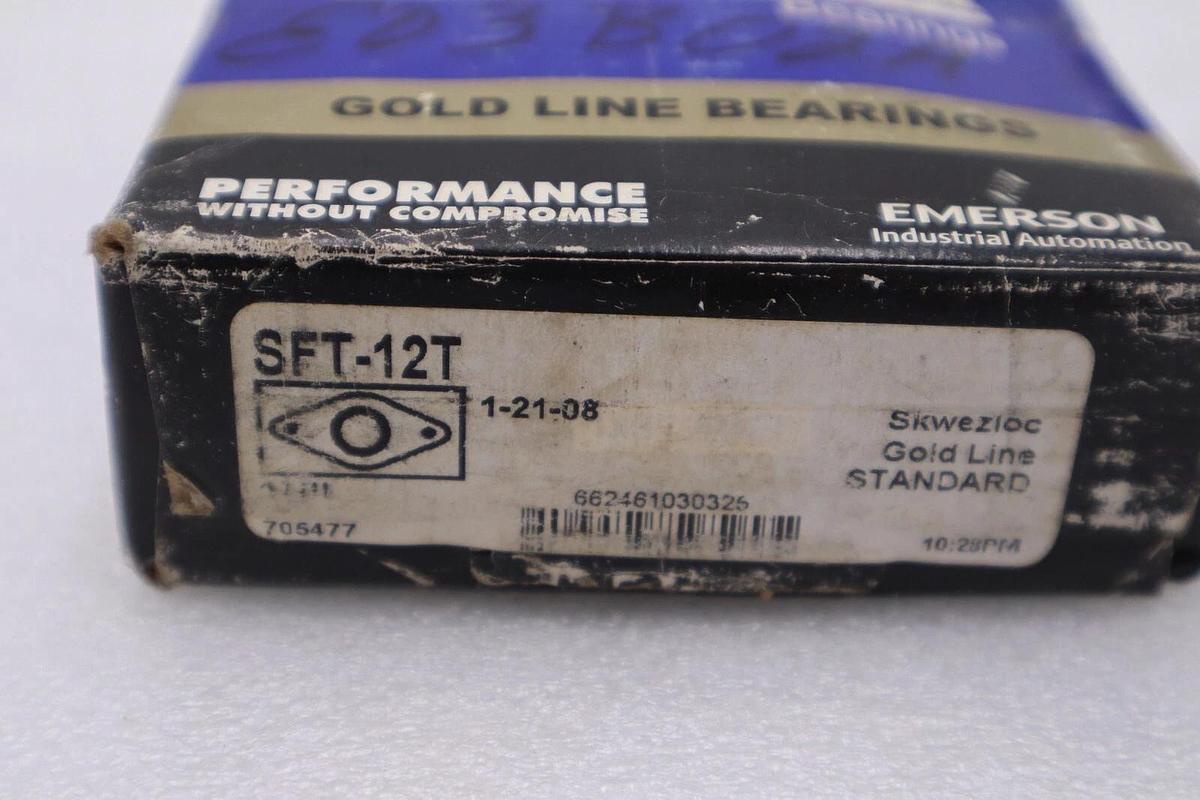 Bearings
GOLD LINE BEARINGS
PERFORMANCE
WITHOUT COMPROMISE
EMERSON
Industrial Automation
SFT-12T
1-21-08
Skwezloc
Gold Line
STANDARD
662461030325
705477
10:28PM